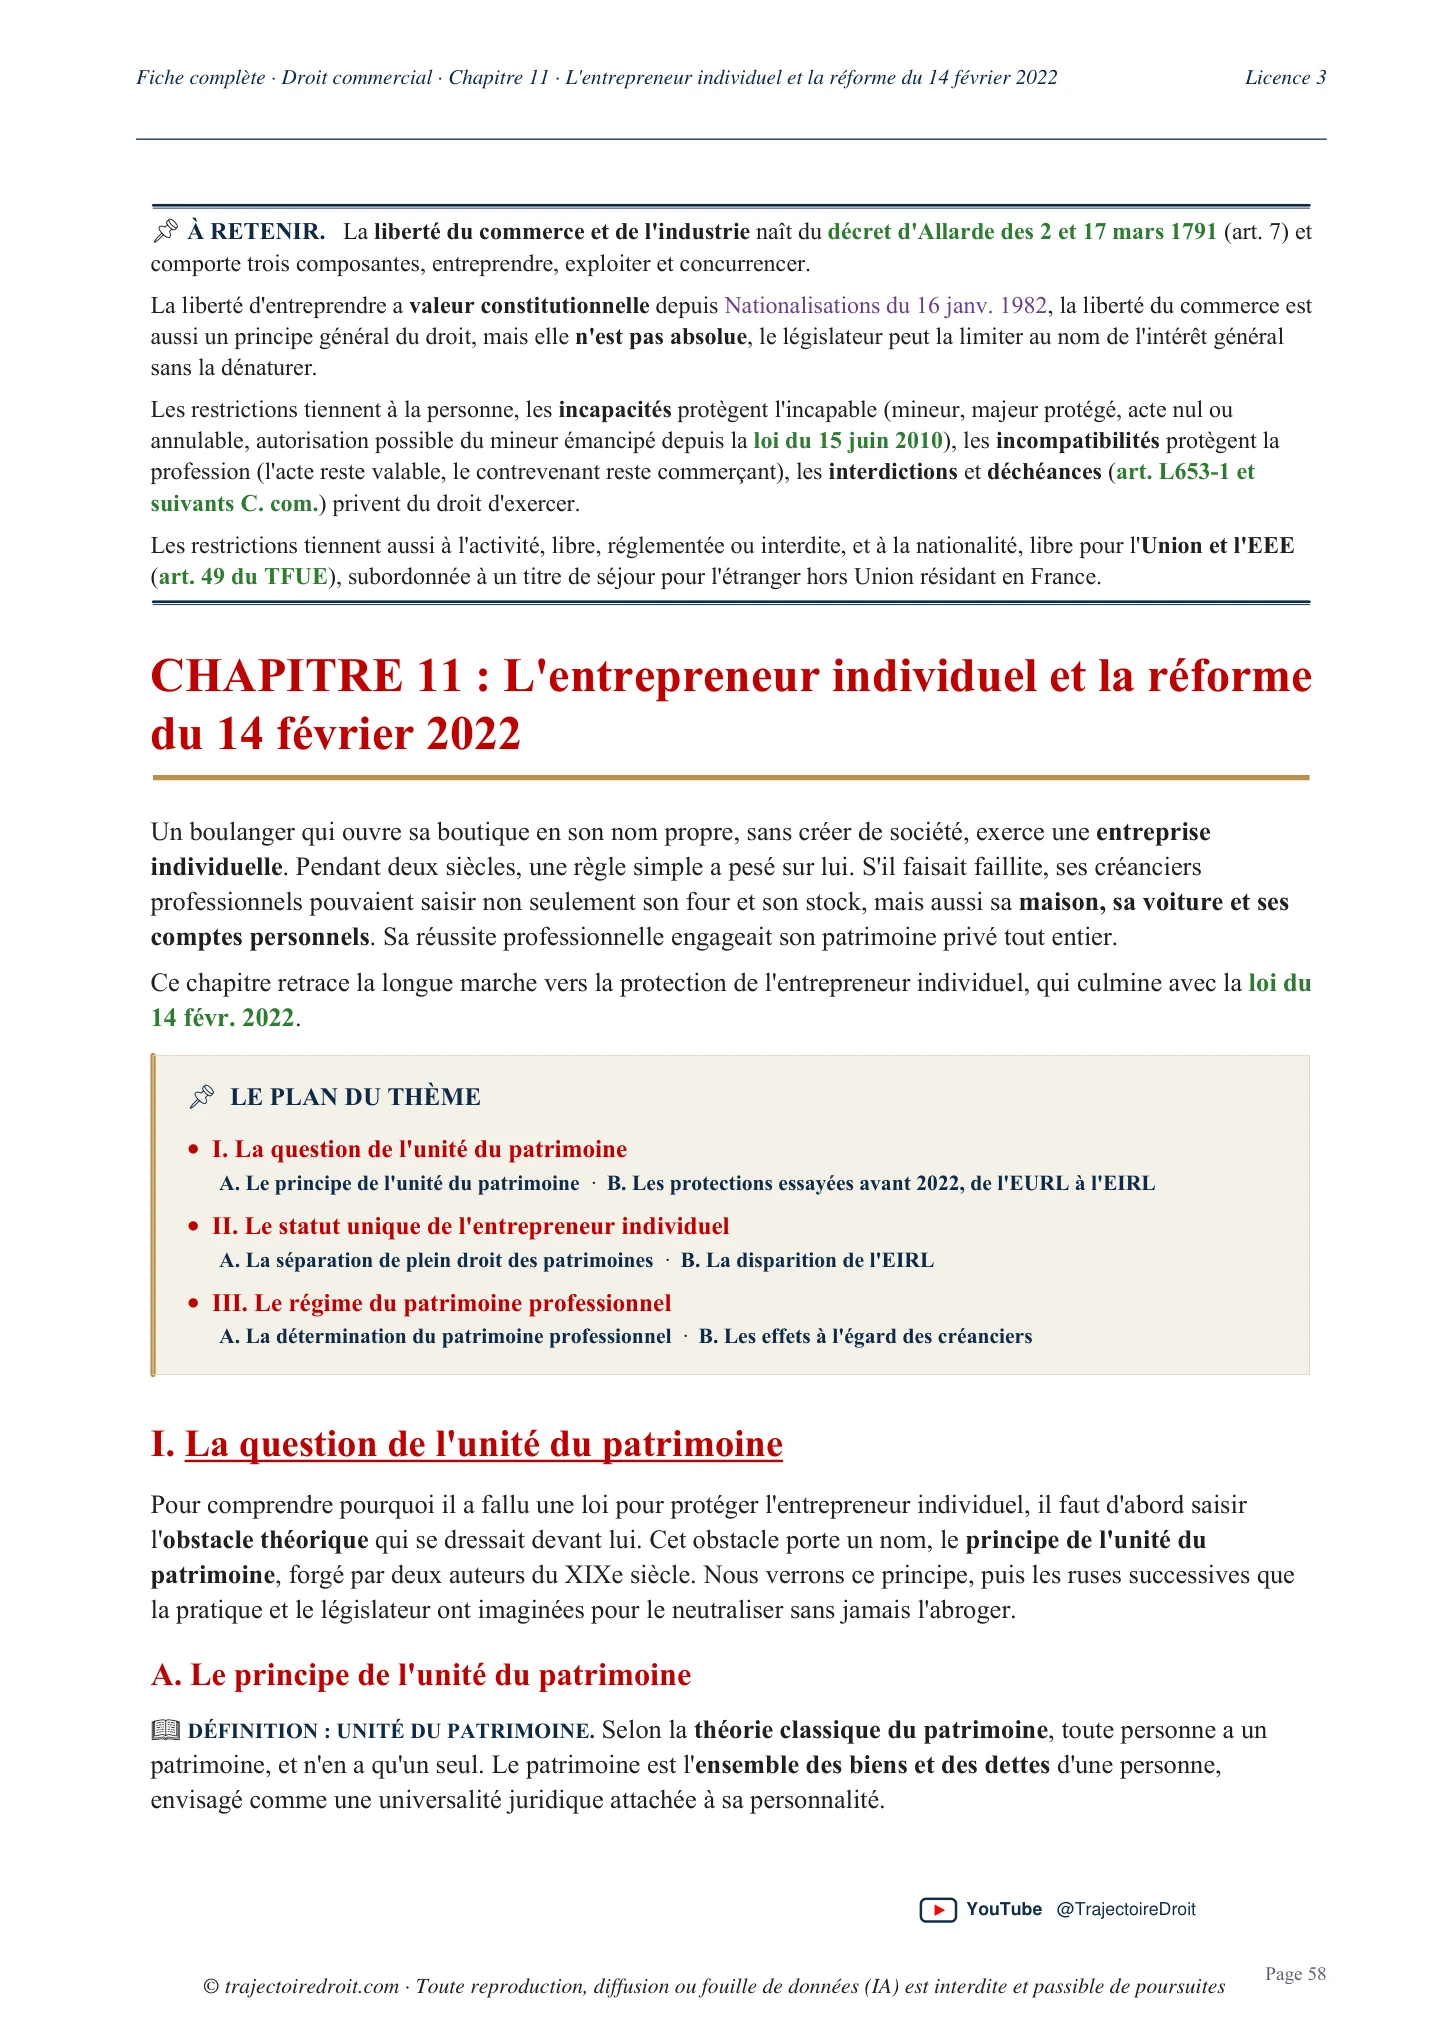 Fiche complète · Droit commercial · Chapitre 11 · L'entrepreneur individuel et la réforme du 14 février 2022 Licence 3
À RETENIR. La liberté du commerce et de l'industrie naît du décret d'Allarde des 2 et 17 mars 1791 (art. 7) et
comporte trois composantes, entreprendre, exploiter et concurrencer.
La liberté d'entreprendre a valeur constitutionnelle depuis Nationalisations du 16 janv. 1982, la liberté du commerce est
aussi un principe général du droit, mais elle n'est pas absolue, le législateur peut la limiter au nom de l'intérêt général
sans la dénaturer.
Les restrictions tiennent à la personne, les incapacités protègent l'incapable (mineur, majeur protégé, acte nul ou
annulable, autorisation possible du mineur émancipé depuis la loi du 15 juin 2010), les incompatibilités protègent la
profession (l'acte reste valable, le contrevenant reste commerçant), les interdictions et déchéances (art. L653-1 et
suivants C. com.) privent du droit d'exercer.
Les restrictions tiennent aussi à l'activité, libre, réglementée ou interdite, et à la nationalité, libre pour l'Union et l'EEE
(art. 49 du TFUE), subordonnée à un titre de séjour pour l'étranger hors Union résidant en France.
CHAPITRE 11 : L'entrepreneur individuel et la réforme
du 14 février 2022
Un boulanger qui ouvre sa boutique en son nom propre, sans créer de société, exerce une entreprise
individuelle. Pendant deux siècles, une règle simple a pesé sur lui. S'il faisait faillite, ses créanciers
professionnels pouvaient saisir non seulement son four et son stock, mais aussi sa maison, sa voiture et ses
comptes personnels. Sa réussite professionnelle engageait son patrimoine privé tout entier.
Ce chapitre retrace la longue marche vers la protection de l'entrepreneur individuel, qui culmine avec la loi du
14 févr. 2022.
LE PLAN DU THÈME
• I. La question de l'unité du patrimoine
A. Le principe de l'unité du patrimoine · B. Les protections essayées avant 2022, de l'EURL à l'EIRL
• II. Le statut unique de l'entrepreneur individuel
A. La séparation de plein droit des patrimoines · B. La disparition de l'EIRL
• III. Le régime du patrimoine professionnel
A. La détermination du patrimoine professionnel · B. Les effets à l'égard des créanciers
I. La question de l'unité du patrimoine
Pour comprendre pourquoi il a fallu une loi pour protéger l'entrepreneur individuel, il faut d'abord saisir
l'obstacle théorique qui se dressait devant lui. Cet obstacle porte un nom, le principe de l'unité du
patrimoine, forgé par deux auteurs du XIXe siècle. Nous verrons ce principe, puis les ruses successives que
la pratique et le législateur ont imaginées pour le neutraliser sans jamais l'abroger.
A. Le principe de l'unité du patrimoine
DÉFINITION : UNITÉ DU PATRIMOINE. Selon la théorie classique du patrimoine, toute personne a un
patrimoine, et n'en a qu'un seul. Le patrimoine est l'ensemble des biens et des dettes d'une personne,
envisagé comme une universalité juridique attachée à sa personnalité.
YouTube @TrajectoireDroit
© trajectoiredroit.com · Toute reproduction, diffusion ou fouille de données (IA) est interdite et passible de poursuites
Page 58